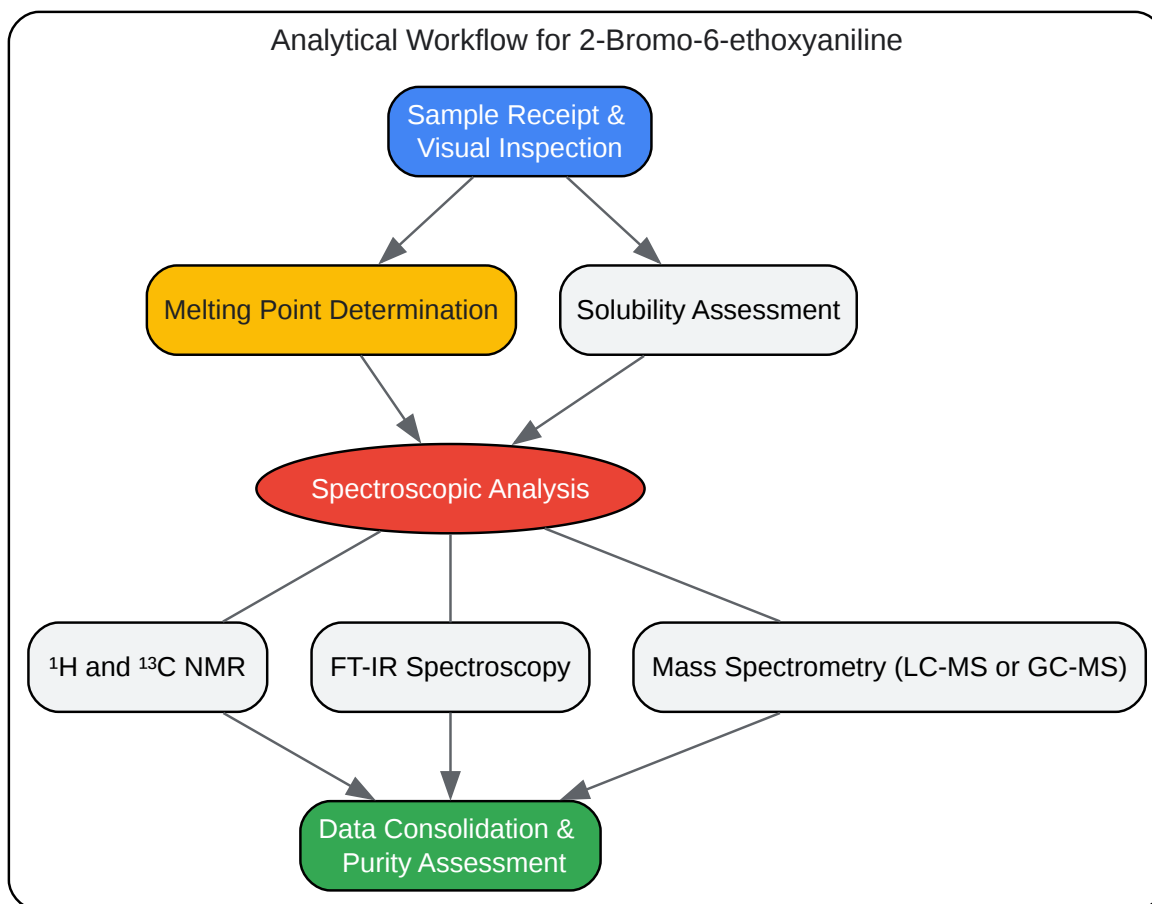 Analytical Workflow for 2-Bromo-6-ethoxyaniline
Sample Receipt &
Visual Inspection
Melting Point Determination
Solubility Assessment
Spectroscopic Analysis
¹H and ¹³C NMR
FT-IR Spectroscopy
Mass Spectrometry (LC-MS or GC-MS)
Data Consolidation &
Purity Assessment